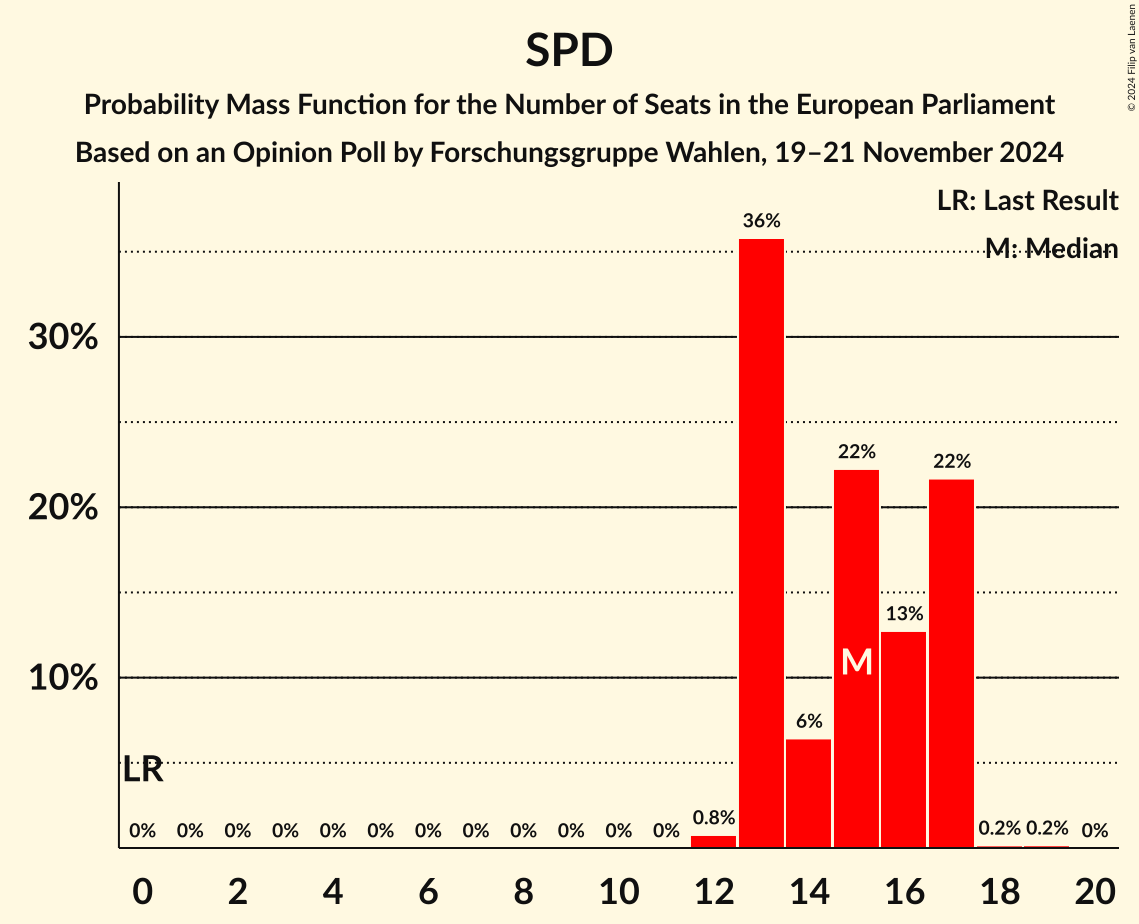 SPD
Probability Mass Function for the Number of Seats in the European Parliament
Based on an Opinion Poll by Forschungsgruppe Wahlen, 19–21 November 2024
© 2024 Filip van Laenen
LR: Last Result
M: Median
36%
30%
22%
22%
20%
13%
M
10%
6%
LR
0% 0% 0% 0% 0% 0% 0% 0% 0% 0% 0% 0% 0.8% 0.2% 0.2% 0%
0 2 4 6 8 10 12 14 16 18 20